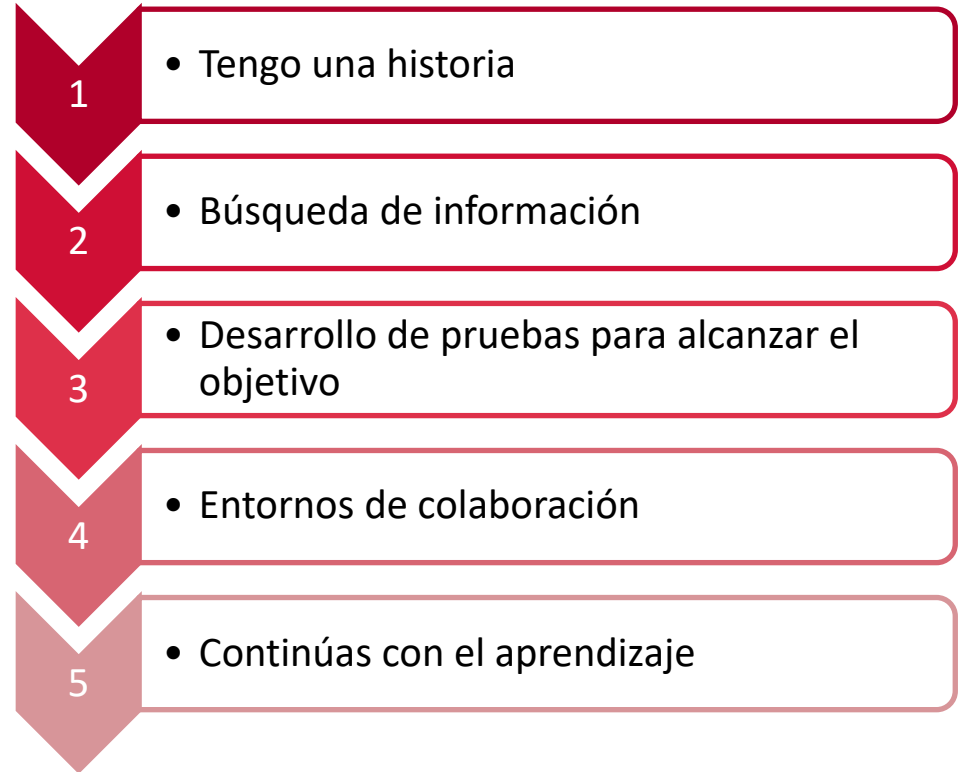 1
• Tengo una historia
2
• Búsqueda de información
3
• Desarrollo de pruebas para alcanzar el
objetivo
4
• Entornos de colaboración
5
• Continúas con el aprendizaje